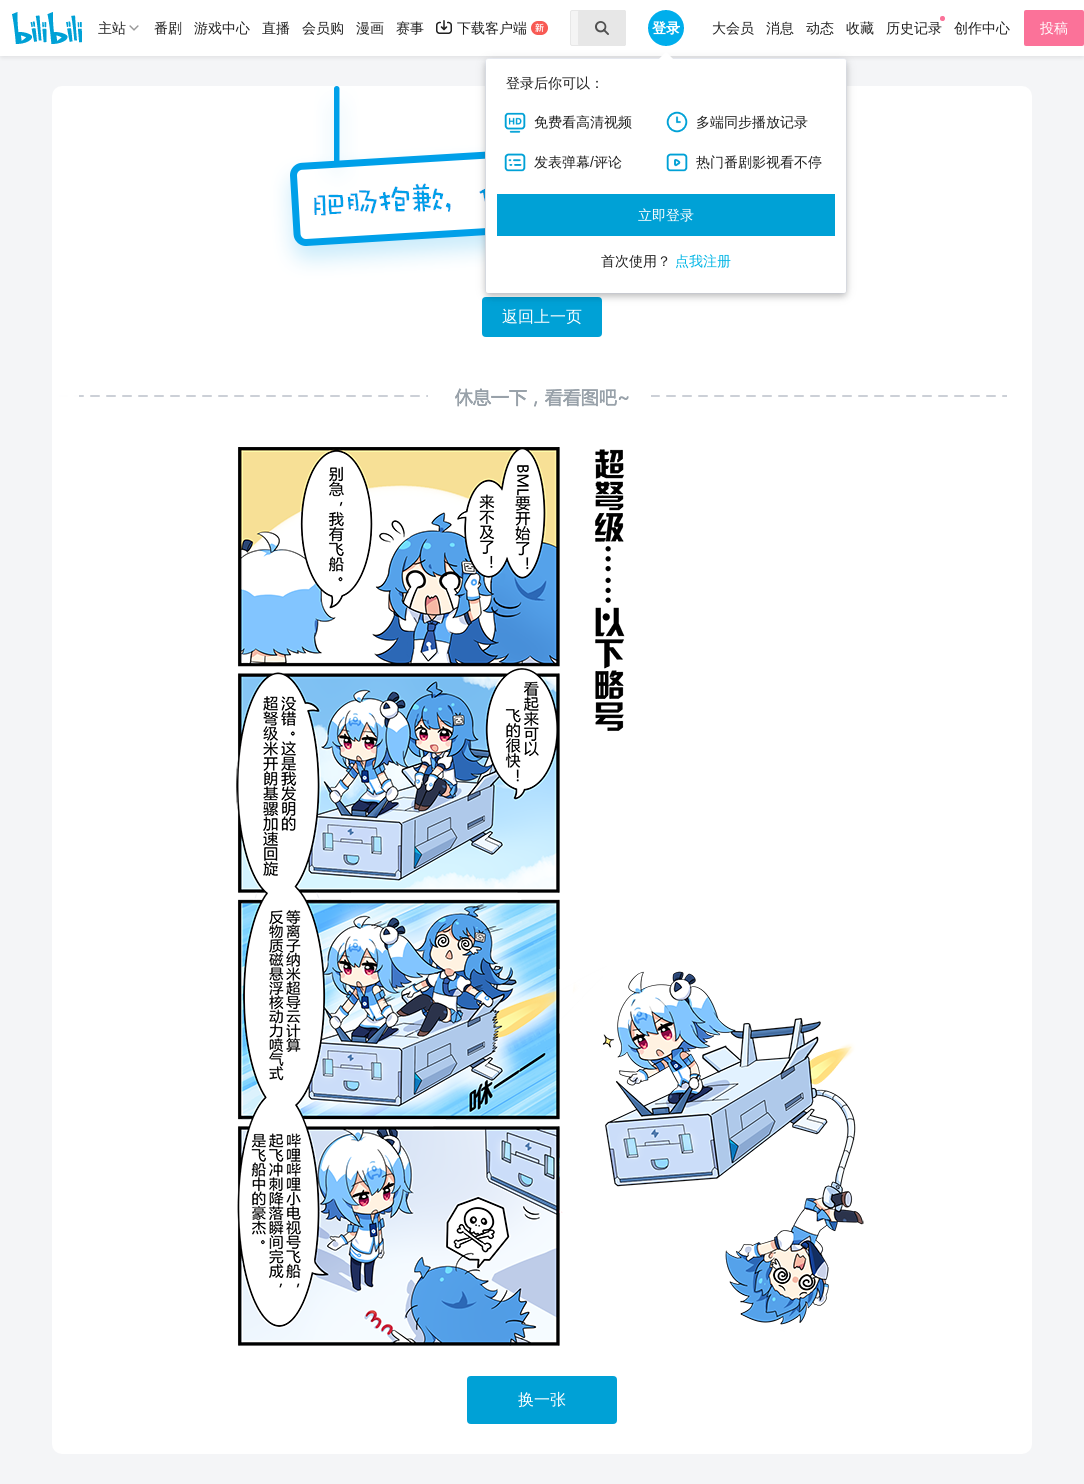 bilibili 主站 番剧 游戏中心 直播 会员购 漫画 赛事 下载客户端 新 登录 大会员 消息 动态 收藏 历史记录 创作中心 投稿
登录后你可以：
HD 免费看高清视频 多端同步播放记录
发表弹幕/评论 热门番剧影视看不停
立即登录
首次使用？ 点我注册
肥肠抱歉，
返回上一页
休息一下，看看图吧~
超弩级……以下略号
BML要开始了！
来不及了！
别急，我有飞船。
看起来可以
飞的很快！
没错。这是我发明的
超弩级米开朗基骡加速回旋
等离子纳米超导云计算
反物质磁悬浮核动力喷气式
咻
哔哩哔哩小电视号飞船，
起飞冲刺降落瞬间完成，
是飞船中的豪杰。
换一张